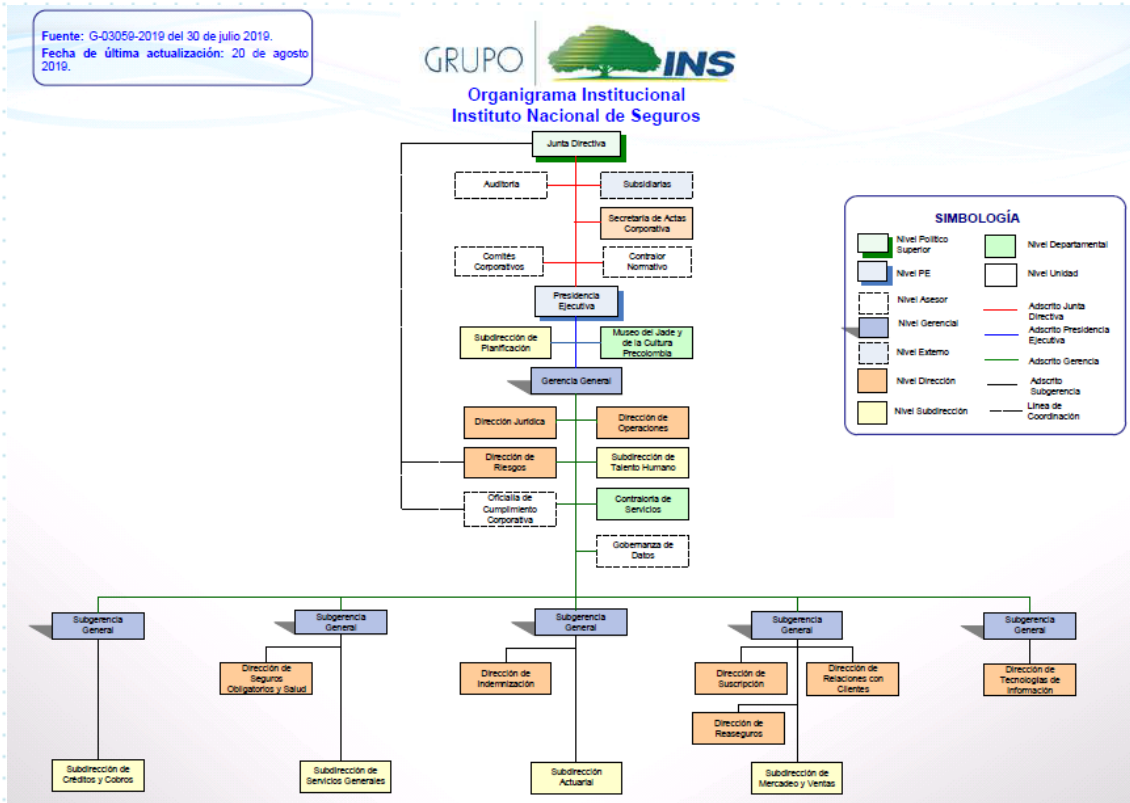 Fuente: G-03059-2019 del 30 de julio 2019.
Fecha de última actualización: 20 de agosto
2019.
GRUPO INS
Organigrama Institucional
Instituto Nacional de Seguros
Junta Directiva
Auditoría
Subsidiarias
Secretaría de Actas
Corporativa
Comités
Corporativos
Contralor
Normativo
Presidencia
Ejecutiva
Subdirección de
Planificación
Museo del Jade y
de la Cultura
Precolombia
Gerencia General
Dirección Jurídica
Dirección de
Operaciones
Dirección de
Riesgos
Subdirección de
Talento Humano
Oficialía de
Cumplimiento
Corporativa
Contraloría de
Servicios
Gobernanza de
Datos
SIMBOLOGÍA
Nivel Político
Superior
Nivel Departamental
Nivel PE
Nivel Unidad
Nivel Asesor
Adscrito Junta
Directiva
Nivel Gerencial
Adscrito Presidencia
Ejecutiva
Nivel Externo
Adscrito Gerencia
Nivel Dirección
Adscrito
Subgerencia
Nivel Subdirección
Línea de
Coordinación
Subgerencia
General
Subgerencia
General
Subgerencia
General
Subgerencia
General
Subgerencia
General
Dirección de
Seguros
Obligatorios y Salud
Dirección de
Indemnización
Dirección de
Suscripción
Dirección de
Relaciones con
Clientes
Dirección de
Tecnologías de
Información
Dirección de
Reaseguros
Subdirección de
Créditos y Cobros
Subdirección de
Servicios Generales
Subdirección
Actuarial
Subdirección de
Mercadeo y Ventas